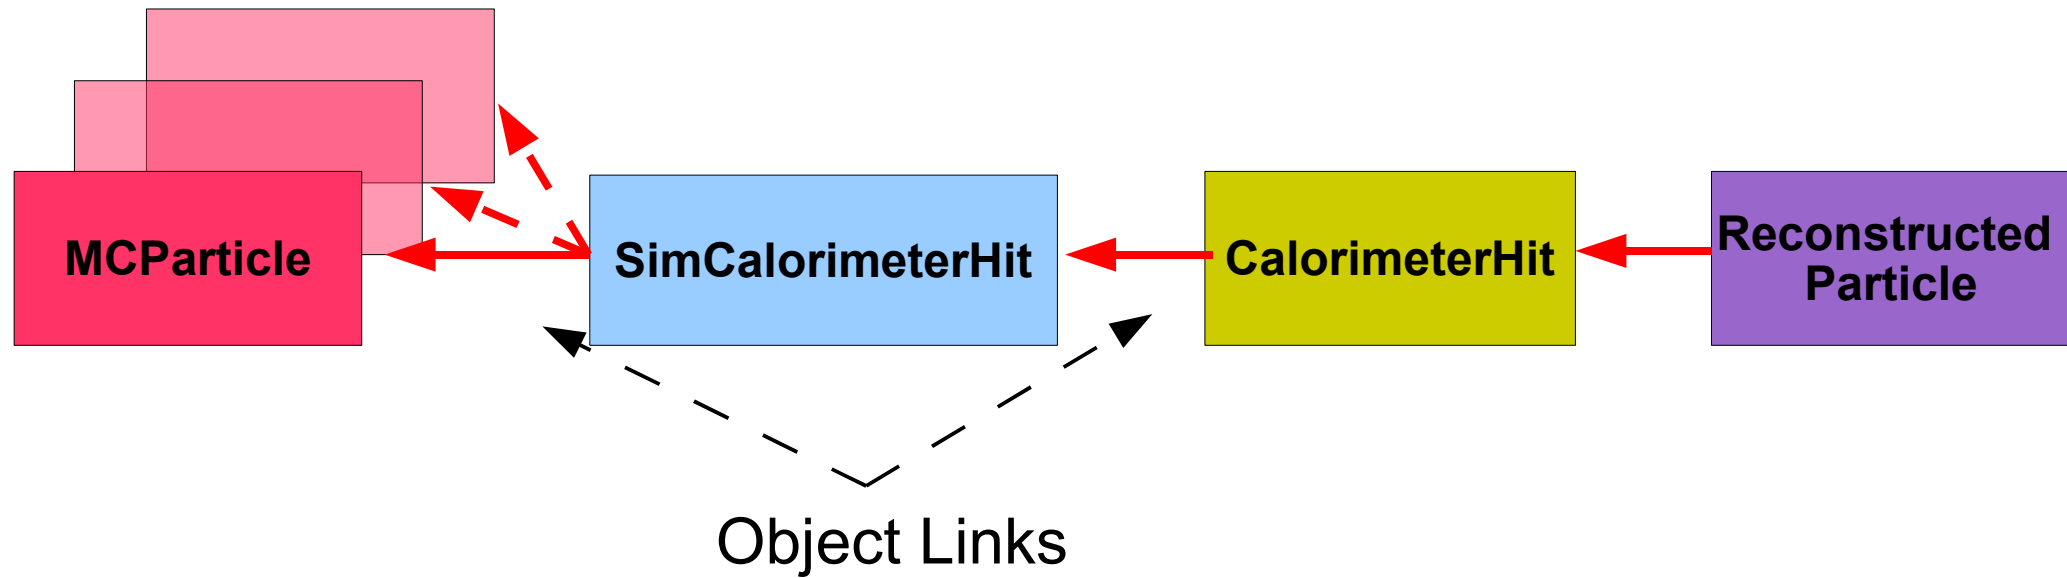 MCParticle
SimCalorimeterHit
CalorimeterHit
Reconstructed
Particle
Object Links